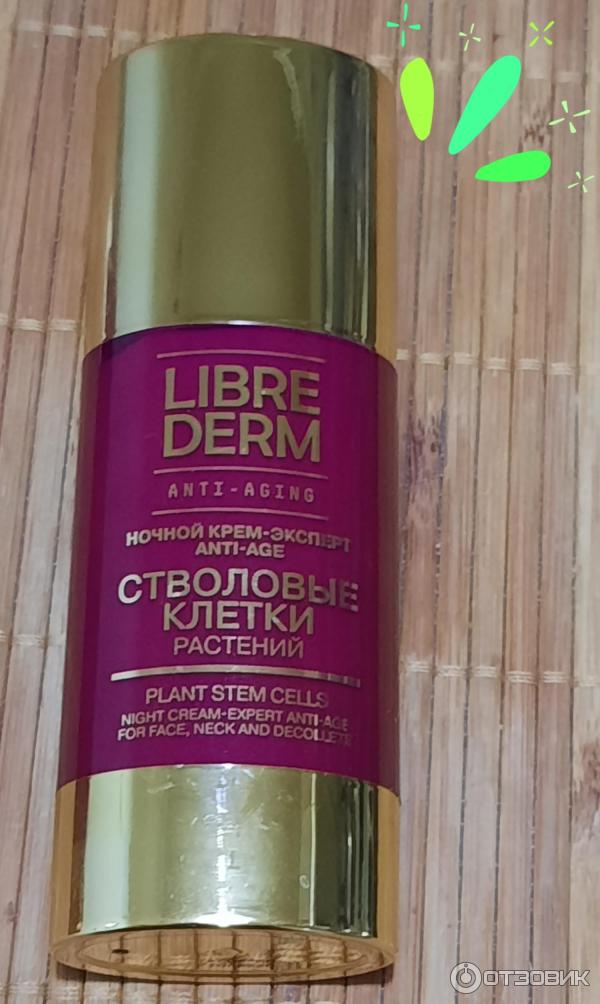 LIBRE
DERM
ANTI-AGING
НОЧНОЙ КРЕМ-ЭКСПЕРТ
ANTI-AGE
СТВОЛОВЫЕ
КЛЕТКИ
РАСТЕНИЙ
PLANT STEM CELLS
NIGHT CREAM-EXPERT ANTI-AGE
FOR FACE, NECK AND DECOLLETE
ОТЗОВИК